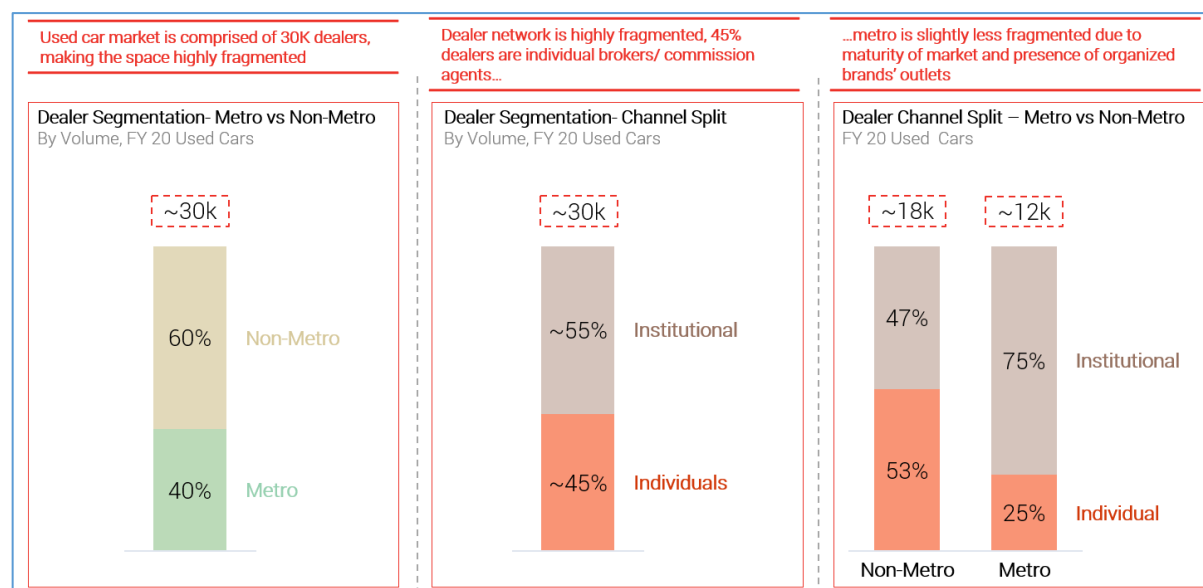 Used car market is comprised of 30K dealers,
making the space highly fragmented
Dealer Segmentation- Metro vs Non-Metro
By Volume, FY 20 Used Cars
~30k
60%
Non-Metro
40%
Metro
Dealer network is highly fragmented, 45%
dealers are individual brokers/ commission
agents…
Dealer Segmentation- Channel Split
By Volume, FY 20 Used Cars
~30k
~55%
Institutional
~45%
Individuals
…metro is slightly less fragmented due to
maturity of market and presence of organized
brands’ outlets
Dealer Channel Split – Metro vs Non-Metro
FY 20 Used  Cars
~18k
~12k
47%
75%
Institutional
53%
25%
Individual
Non-Metro
Metro